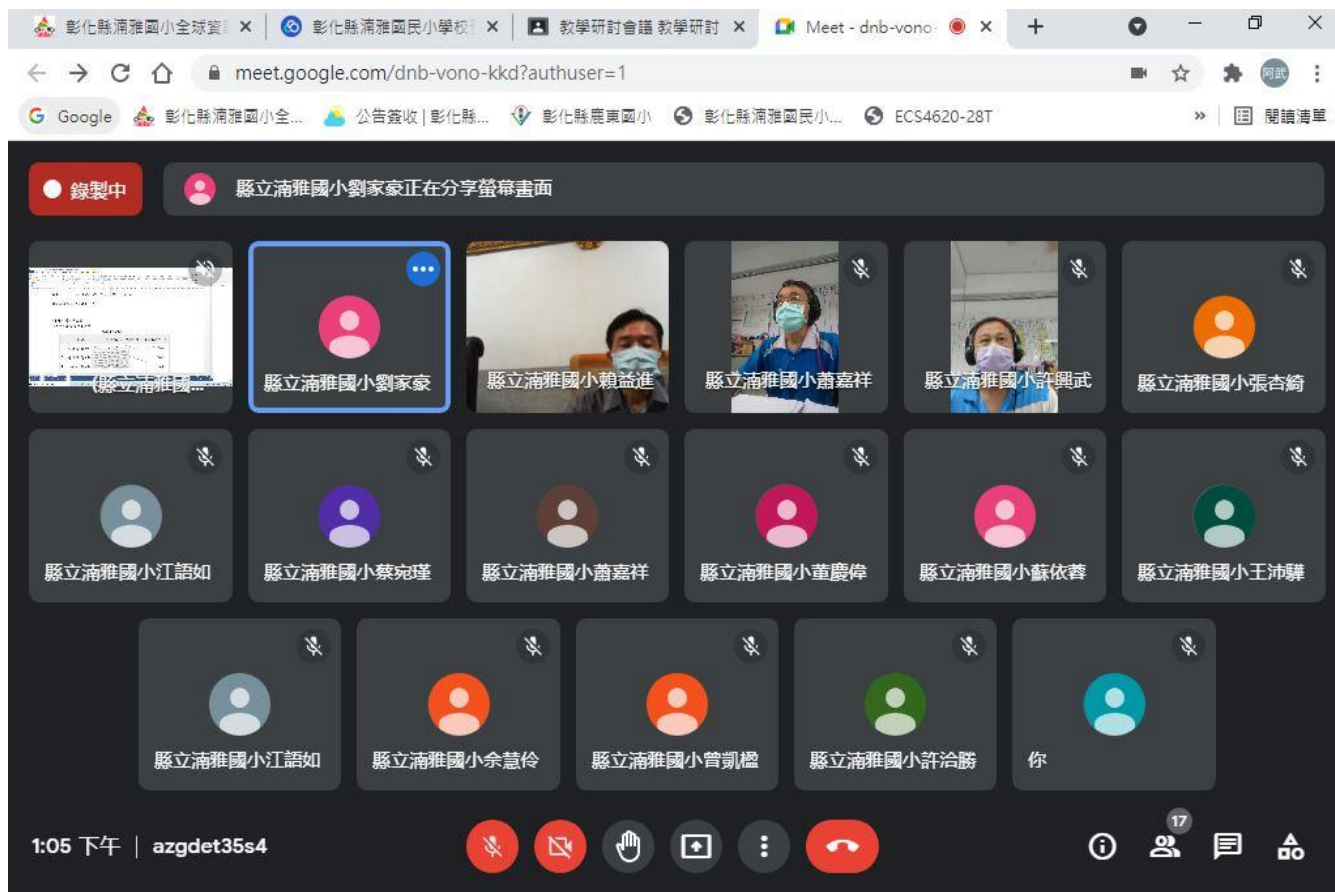 彰化縣湳雅國小全球資
彰化縣湳雅國民小學校
教學研討會議 教學研討
Meet - dnb-vono-
meet.google.com/dnb-vono-kkd?authuser=1
阿武
Google
彰化縣湳雅國小全...
公告簽收 | 彰化縣...
彰化縣鹿東國小
彰化縣湳雅國民小...
ECS4620-28T
»
閱讀清單
錄製中
縣立湳雅國小劉家豪正在分享螢幕畫面
(縣立湳雅國...
縣立湳雅國小劉家豪
縣立湳雅國小賴益進
縣立湳雅國小蕭嘉祥
縣立湳雅國小許興武
縣立湳雅國小張杏綺
縣立湳雅國小江語如
縣立湳雅國小蔡宛瑾
縣立湳雅國小蕭嘉祥
縣立湳雅國小董慶偉
縣立湳雅國小蘇依蓉
縣立湳雅國小王沛驊
縣立湳雅國小江語如
縣立湳雅國小余慧伶
縣立湳雅國小曾凱楹
縣立湳雅國小許洽勝
你
1:05 下午 | azgdet35s4
17